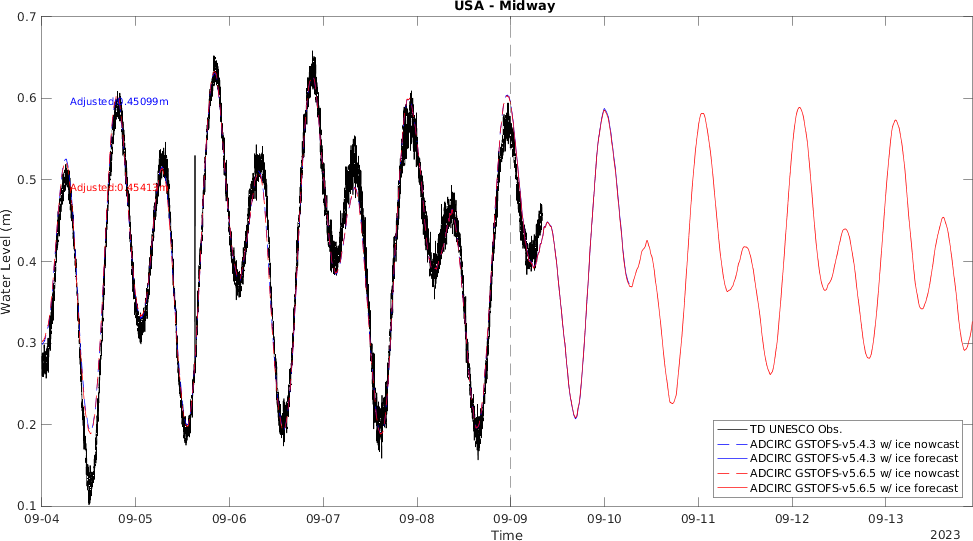 USA - Midway
0.7
0.6
0.5
0.4
0.3
0.2
0.1
Water Level (m)
Adjusted:0.45099m
Adjusted:0.45413m
TD UNESCO Obs.
ADCIRC GSTOFS-v5.4.3 w/ ice nowcast
ADCIRC GSTOFS-v5.4.3 w/ ice forecast
ADCIRC GSTOFS-v5.6.5 w/ ice nowcast
ADCIRC GSTOFS-v5.6.5 w/ ice forecast
09-04 09-05 09-06 09-07 09-08 09-09 09-10 09-11 09-12 09-13
Time
2023